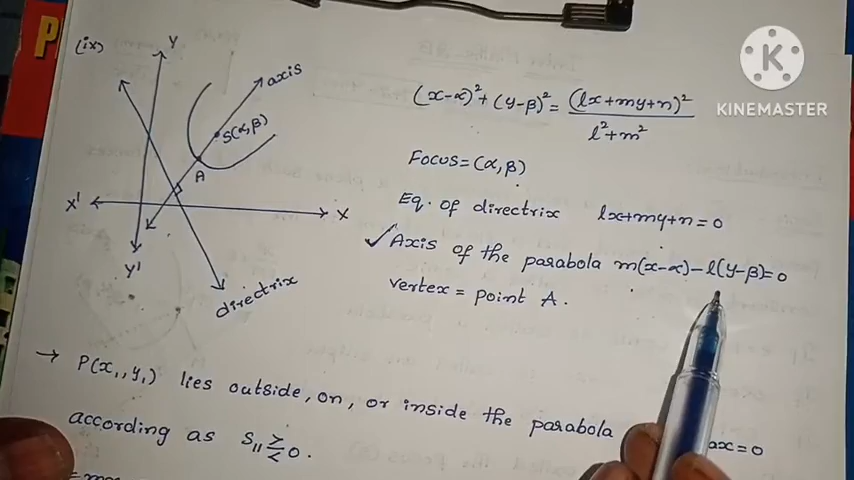 (ix)
Y
axis
S(α,β)
A
X'
X
Y'
directrix
(x-α)²+(y-β)²= (lx+my+n)²/l²+m²
Focus=(α,β)
Eq. of directrix lx+my+n=0
✓Axis of the parabola m(x-α)-l(y-β)=0
vertex = point A.
→ P(x₁,y₁) lies outside, on, or inside the parabola
ax=0
according as S₁₁ ⪌ 0.
K
KINEMASTER